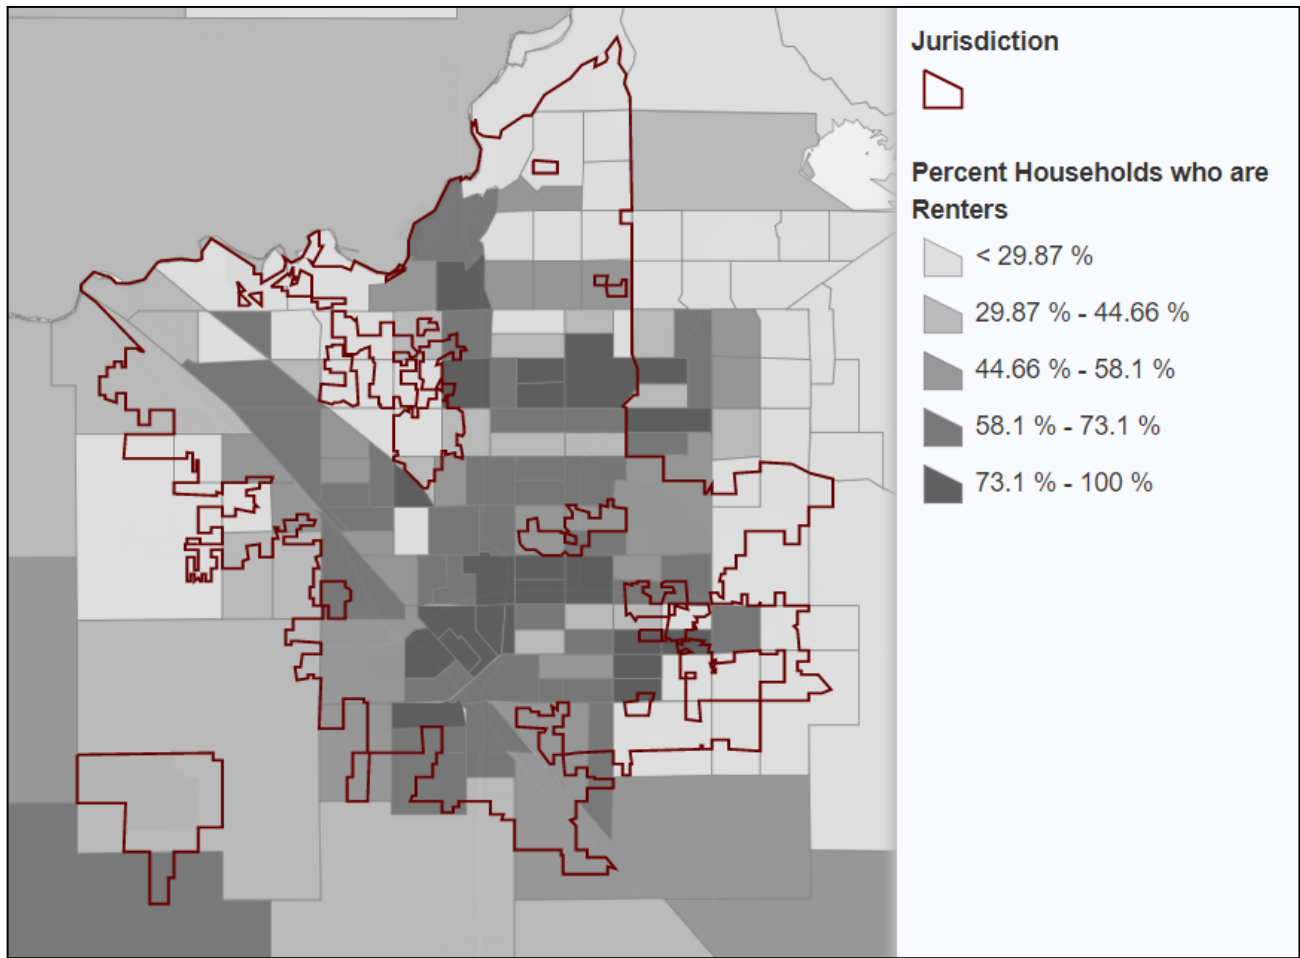 Jurisdiction
Percent Households who are
Renters
< 29.87 %
29.87 % - 44.66 %
44.66 % - 58.1 %
58.1 % - 73.1 %
73.1 % - 100 %